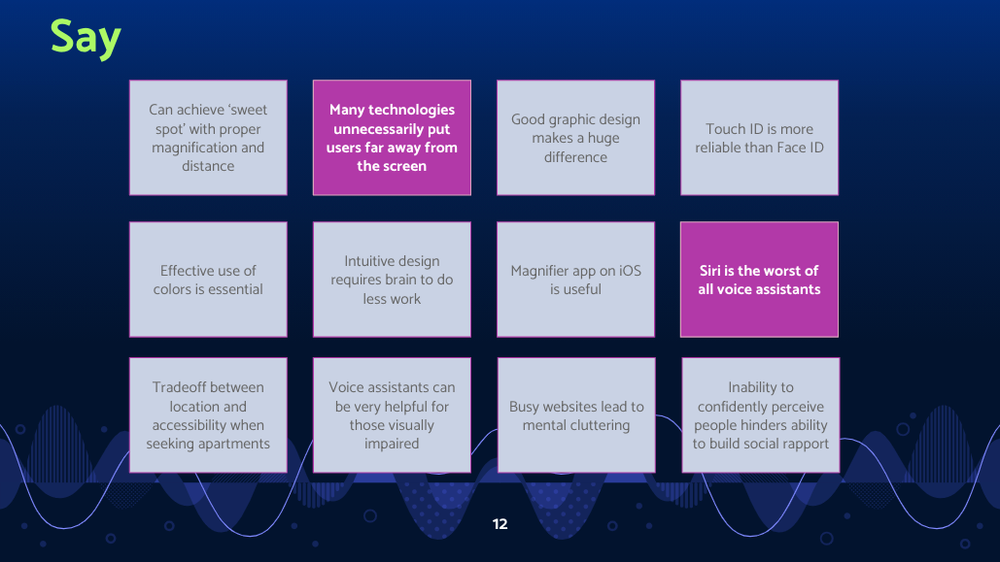 Say
Can achieve ‘sweet
spot’ with proper
magnification and
distance
Many technologies
unnecessarily put
users far away from
the screen
Good graphic design
makes a huge
difference
Touch ID is more
reliable than Face ID
Effective use of
colors is essential
Intuitive design
requires brain to do
less work
Magnifier app on iOS
is useful
Siri is the worst of
all voice assistants
Tradeoff between
location and
accessibility when
seeking apartments
Voice assistants can
be very helpful for
those visually
impaired
Busy websites lead to
mental cluttering
Inability to
confidently perceive
people hinders ability
to build social rapport
12